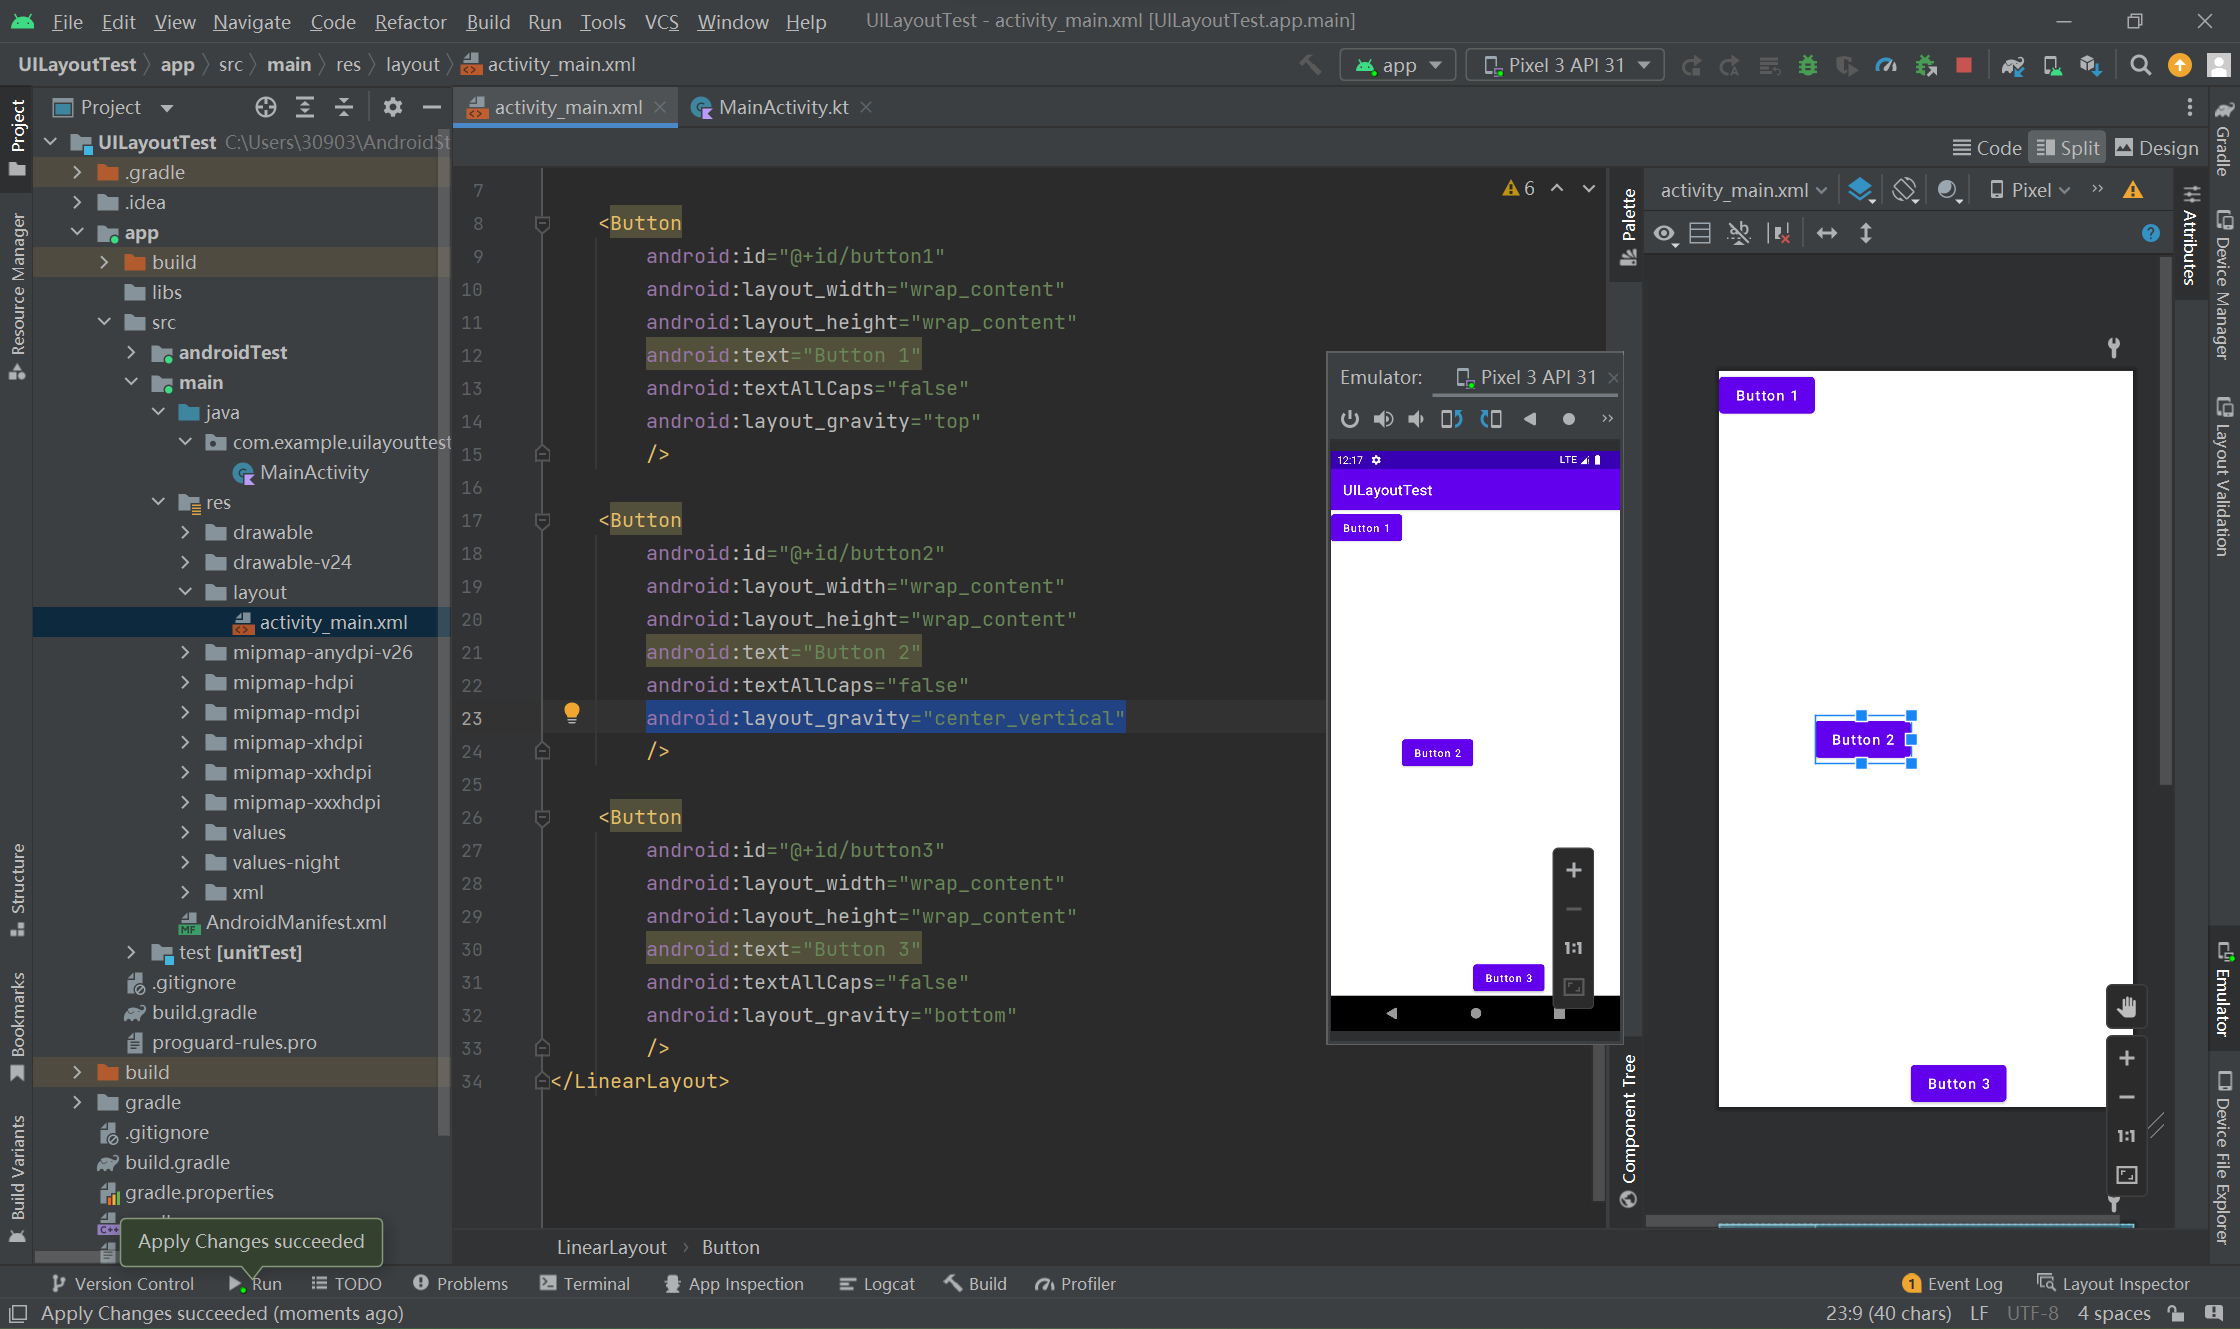 File Edit View Navigate Code Refactor Build Run Tools VCS Window Help UILayoutTest - activity_main.xml [UILayoutTest.app.main]
UILayoutTest app src main res layout activity_main.xml app Pixel 3 API 31
Project activity_main.xml MainActivity.kt
Code Split Design
Project
Resource Manager
Structure
Bookmarks
Build Variants
UILayoutTest C:\Users\30903\AndroidSt
.gradle
.idea
app
build
libs
src
androidTest
main
java
com.example.uilayouttest
MainActivity
res
drawable
drawable-v24
layout
activity_main.xml
mipmap-anydpi-v26
mipmap-hdpi
mipmap-mdpi
mipmap-xhdpi
mipmap-xxhdpi
mipmap-xxxhdpi
values
values-night
xml
AndroidManifest.xml
test [unitTest]
.gitignore
build.gradle
proguard-rules.pro
build
gradle
.gitignore
build.gradle
gradle.properties
Apply Changes succeeded
6
7
8 <Button
9 android:id="@+id/button1"
10 android:layout_width="wrap_content"
11 android:layout_height="wrap_content"
12 android:text="Button 1"
13 android:textAllCaps="false"
14 android:layout_gravity="top"
15 />
16
17 <Button
18 android:id="@+id/button2"
19 android:layout_width="wrap_content"
20 android:layout_height="wrap_content"
21 android:text="Button 2"
22 android:textAllCaps="false"
23 android:layout_gravity="center_vertical"
24 />
25
26 <Button
27 android:id="@+id/button3"
28 android:layout_width="wrap_content"
29 android:layout_height="wrap_content"
30 android:text="Button 3"
31 android:textAllCaps="false"
32 android:layout_gravity="bottom"
33 />
34 </LinearLayout>
LinearLayout Button
Emulator: Pixel 3 API 31
12:17 LTE
UILayoutTest
Button 1
Button 2
Button 3
1:1
Palette
Component Tree
activity_main.xml Pixel
Button 1
Button 2
Button 3
1:1
Attributes
Gradle
Device Manager
Layout Validation
Emulator
Device File Explorer
Version Control Run TODO Problems Terminal App Inspection Logcat Build Profiler 1 Event Log Layout Inspector
Apply Changes succeeded (moments ago) 23:9 (40 chars) LF UTF-8 4 spaces